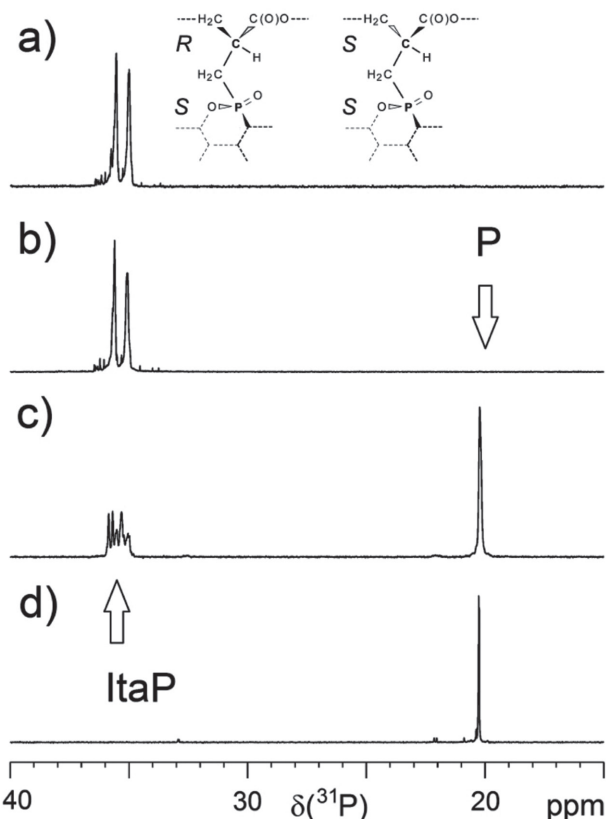 a)
---H₂C C(O)O--- ---H₂C C(O)O---
R C H S C H
H₂C H₂C
S O P O S O P O
b)
P
c)
d)
ItaP
40 30 δ(³¹P) 20 ppm